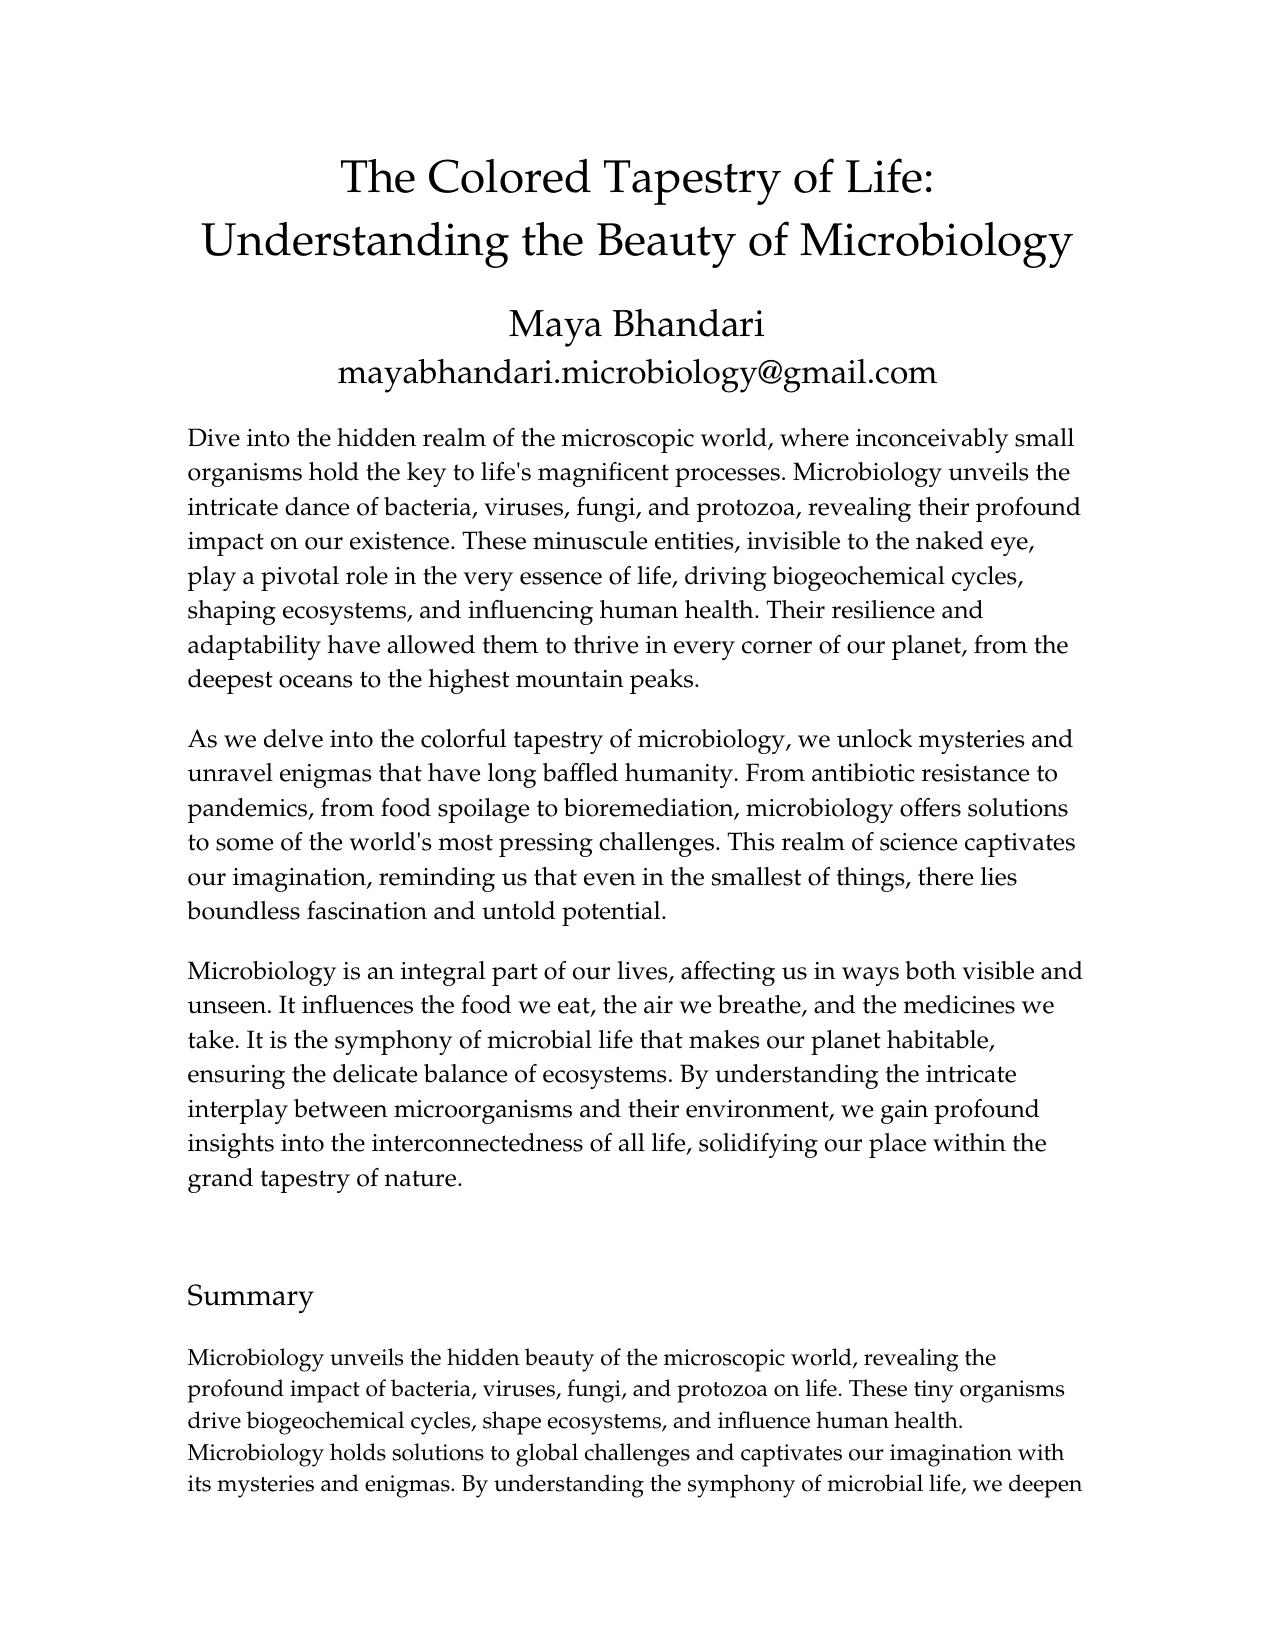 The Colored Tapestry of Life:
Understanding the Beauty of Microbiology
Maya Bhandari
mayabhandari.microbiology@gmail.com
Dive into the hidden realm of the microscopic world, where inconceivably small
organisms hold the key to life's magnificent processes. Microbiology unveils the
intricate dance of bacteria, viruses, fungi, and protozoa, revealing their profound
impact on our existence. These minuscule entities, invisible to the naked eye,
play a pivotal role in the very essence of life, driving biogeochemical cycles,
shaping ecosystems, and influencing human health. Their resilience and
adaptability have allowed them to thrive in every corner of our planet, from the
deepest oceans to the highest mountain peaks.
As we delve into the colorful tapestry of microbiology, we unlock mysteries and
unravel enigmas that have long baffled humanity. From antibiotic resistance to
pandemics, from food spoilage to bioremediation, microbiology offers solutions
to some of the world's most pressing challenges. This realm of science captivates
our imagination, reminding us that even in the smallest of things, there lies
boundless fascination and untold potential.
Microbiology is an integral part of our lives, affecting us in ways both visible and
unseen. It influences the food we eat, the air we breathe, and the medicines we
take. It is the symphony of microbial life that makes our planet habitable,
ensuring the delicate balance of ecosystems. By understanding the intricate
interplay between microorganisms and their environment, we gain profound
insights into the interconnectedness of all life, solidifying our place within the
grand tapestry of nature.
Summary
Microbiology unveils the hidden beauty of the microscopic world, revealing the
profound impact of bacteria, viruses, fungi, and protozoa on life. These tiny organisms
drive biogeochemical cycles, shape ecosystems, and influence human health.
Microbiology holds solutions to global challenges and captivates our imagination with
its mysteries and enigmas. By understanding the symphony of microbial life, we deepen